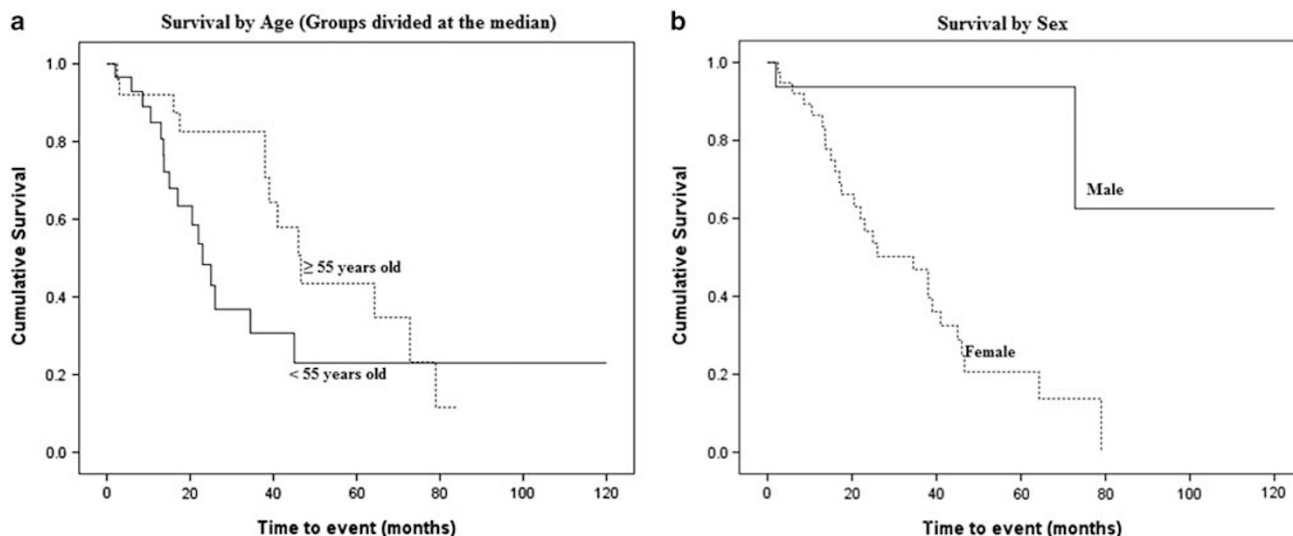 a
Survival by Age (Groups divided at the median)
1.0
0.8
0.6
0.4
0.2
0.0
Cumulative Survival
≥ 55 years old
< 55 years old
0 20 40 60 80 100 120
Time to event (months)
b
Survival by Sex
1.0
0.8
0.6
0.4
0.2
0.0
Cumulative Survival
Male
Female
0 20 40 60 80 100 120
Time to event (months)